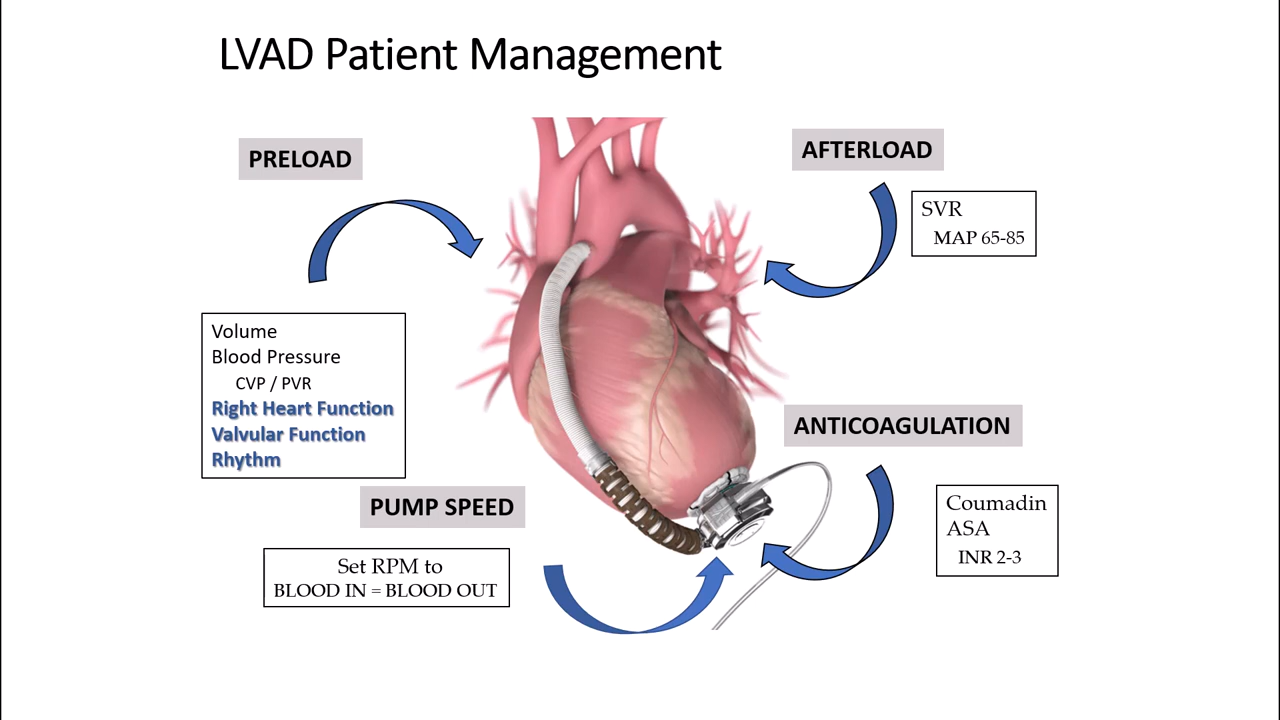 LVAD Patient Management
PRELOAD
Volume
Blood Pressure
CVP / PVR
Right Heart Function
Valvular Function
Rhythm
AFTERLOAD
SVR
MAP 65-85
PUMP SPEED
Set RPM to
BLOOD IN = BLOOD OUT
ANTICOAGULATION
Coumadin
ASA
INR 2-3